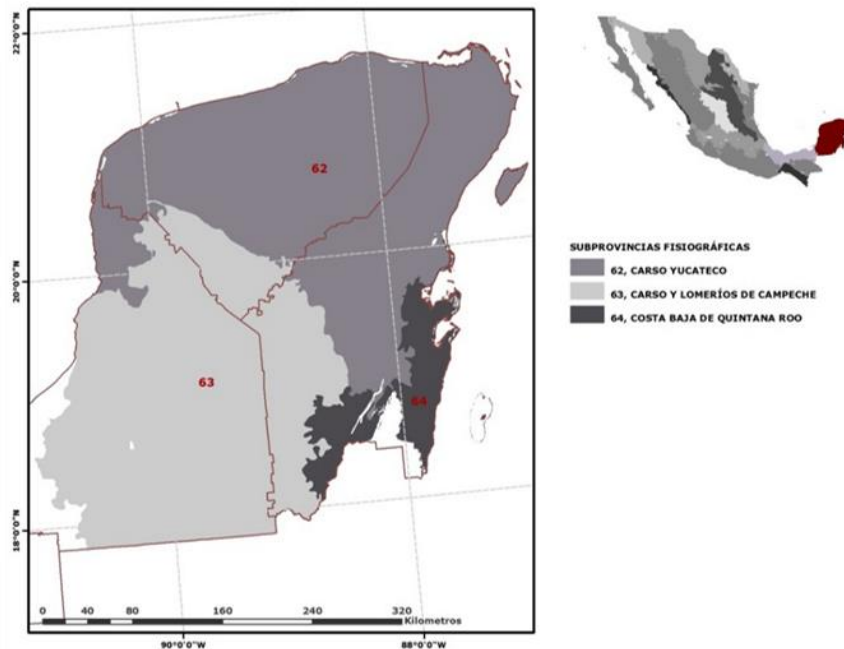 22°0'0"N
20°0'0"N
18°0'0"N
62
63
64
0 40 80 160 240 320
Kilometros
90°0'0"W
88°0'0"W
SUBPROVINCIAS FISIOGRÁFICAS
62, CARSO YUCATECO
63, CARSO Y LOMERÍOS DE CAMPECHE
64, COSTA BAJA DE QUINTANA ROO